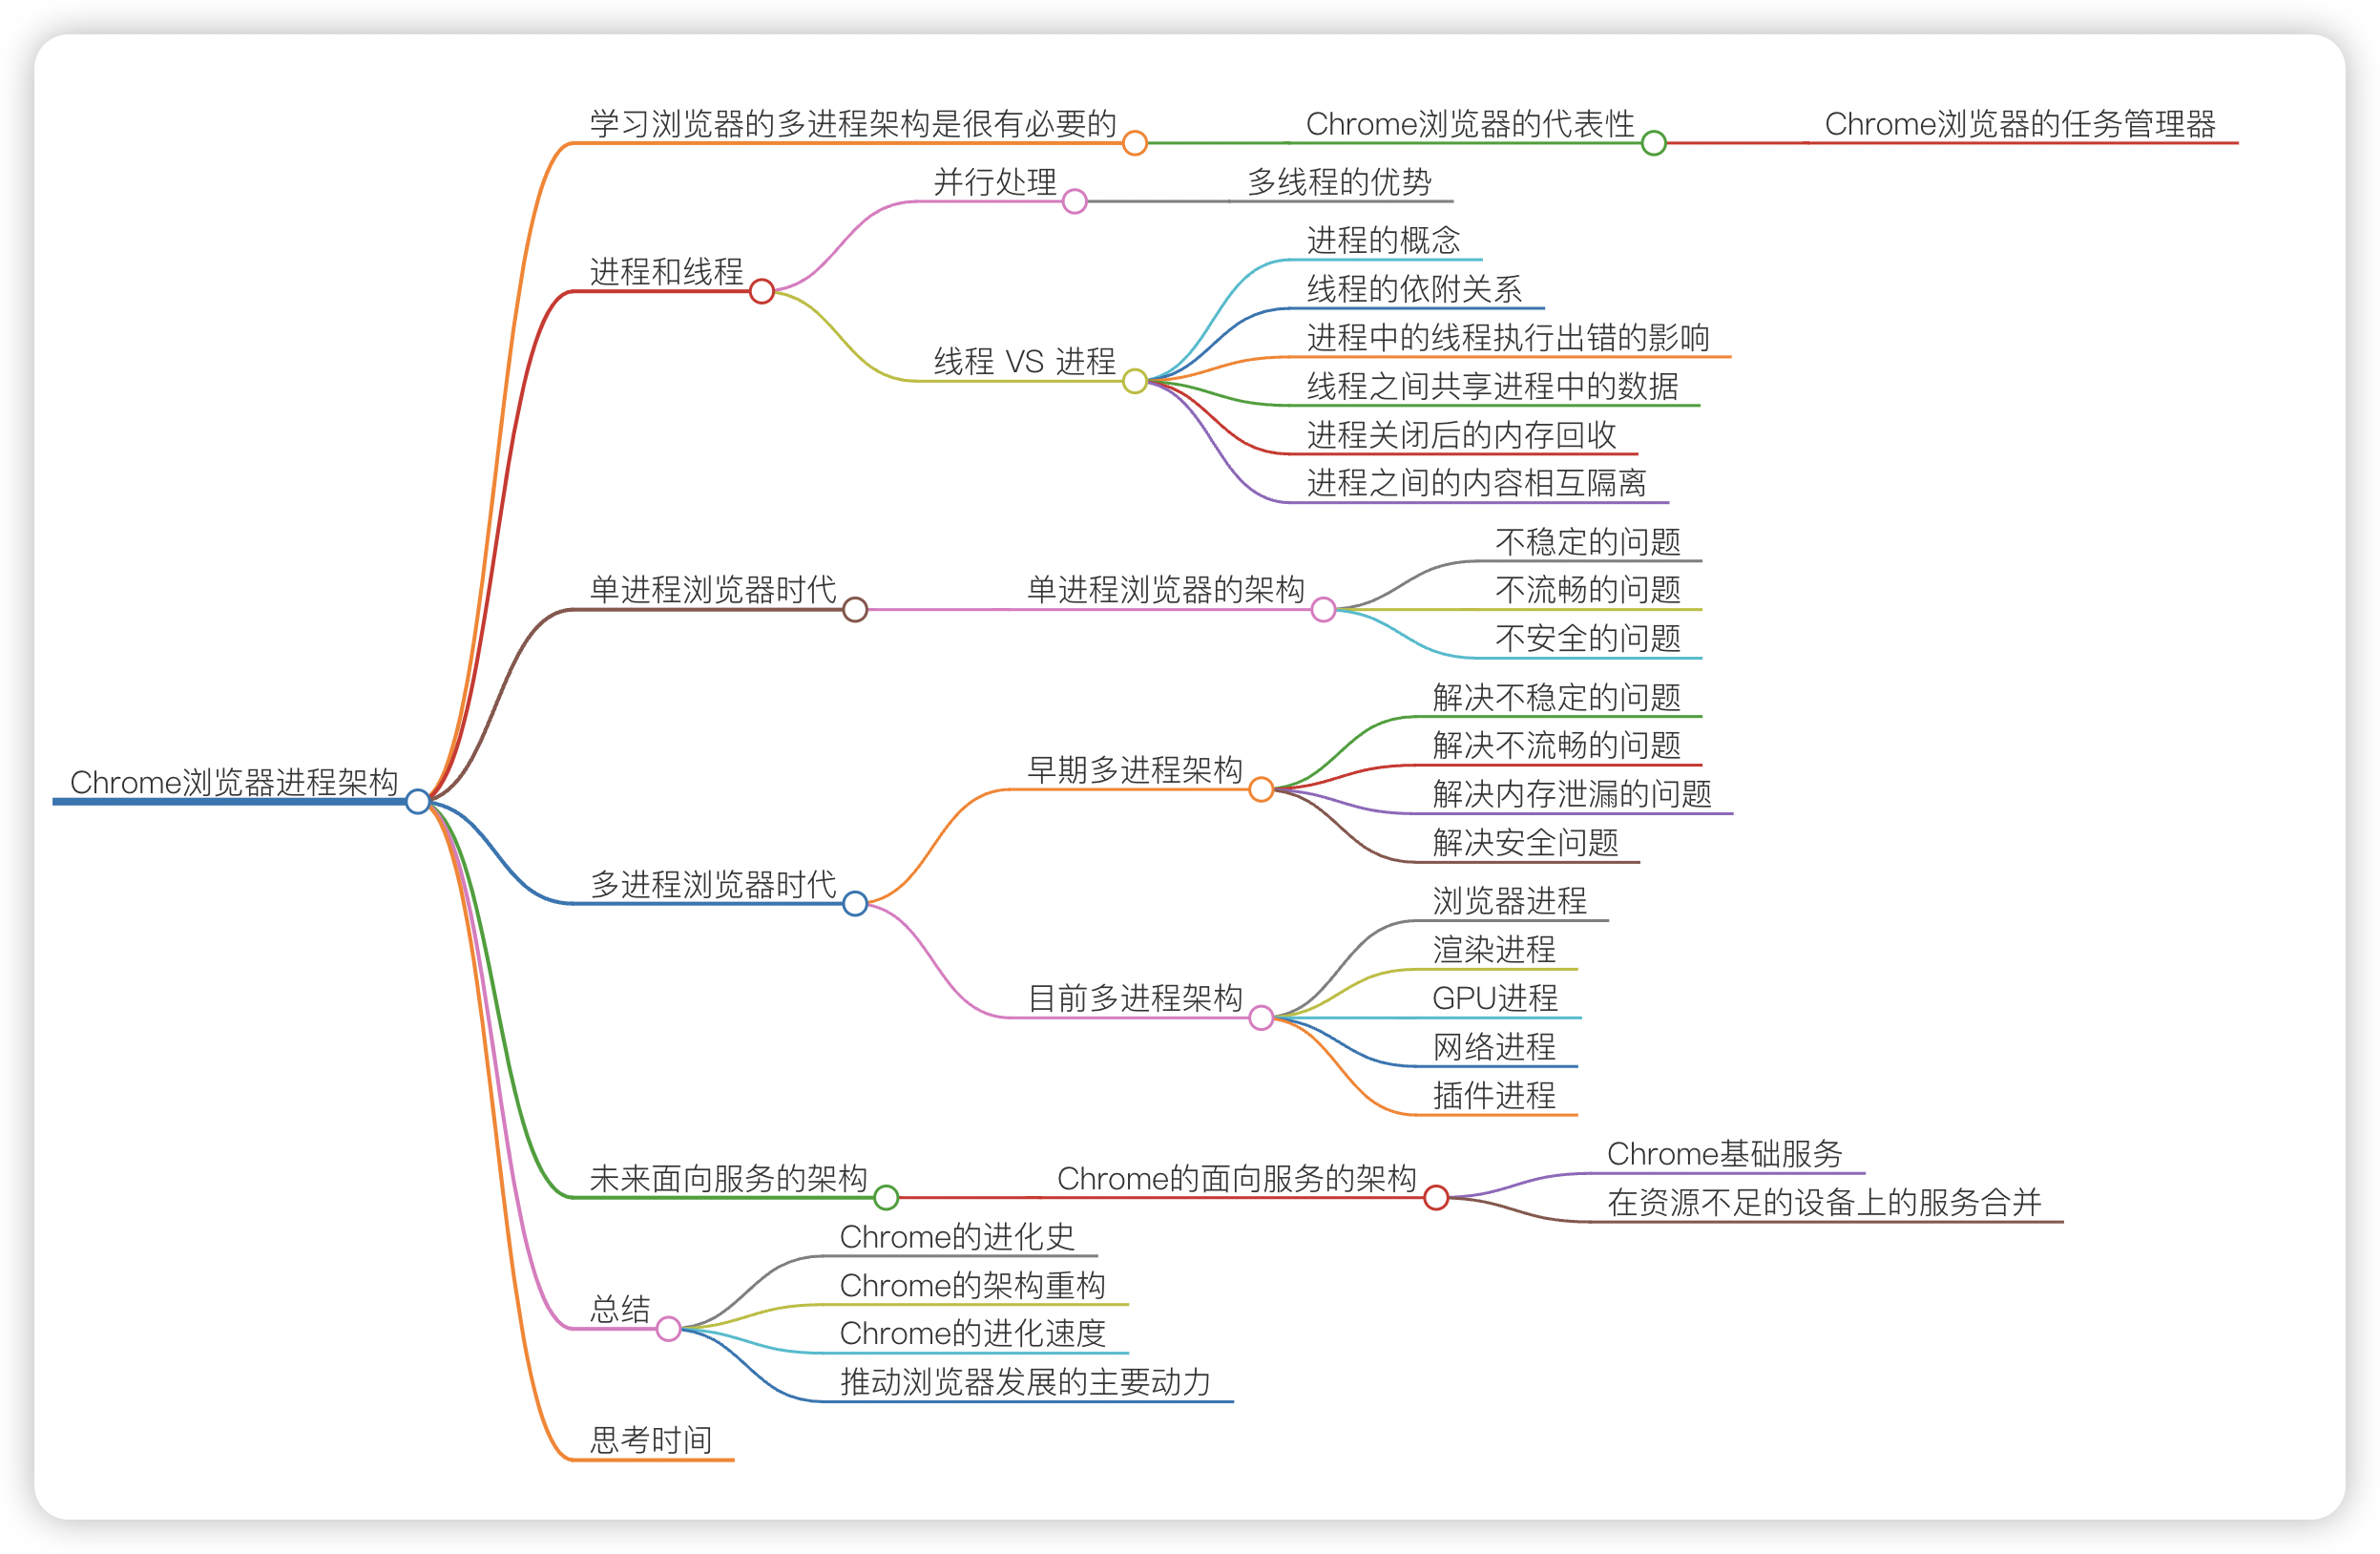 学习浏览器的多进程架构是很有必要的
Chrome浏览器的代表性
Chrome浏览器的任务管理器
并行处理
多线程的优势
进程和线程
进程的概念
线程的依附关系
进程中的线程执行出错的影响
线程 VS 进程
线程之间共享进程中的数据
进程关闭后的内存回收
进程之间的内容相互隔离
单进程浏览器时代
单进程浏览器的架构
不稳定的问题
不流畅的问题
不安全的问题
Chrome浏览器进程架构
多进程浏览器时代
早期多进程架构
解决不稳定的问题
解决不流畅的问题
解决内存泄漏的问题
解决安全问题
目前多进程架构
浏览器进程
渲染进程
GPU进程
网络进程
插件进程
未来面向服务的架构
Chrome的面向服务的架构
Chrome基础服务
在资源不足的设备上的服务合并
总结
Chrome的进化史
Chrome的架构重构
Chrome的进化速度
推动浏览器发展的主要动力
思考时间